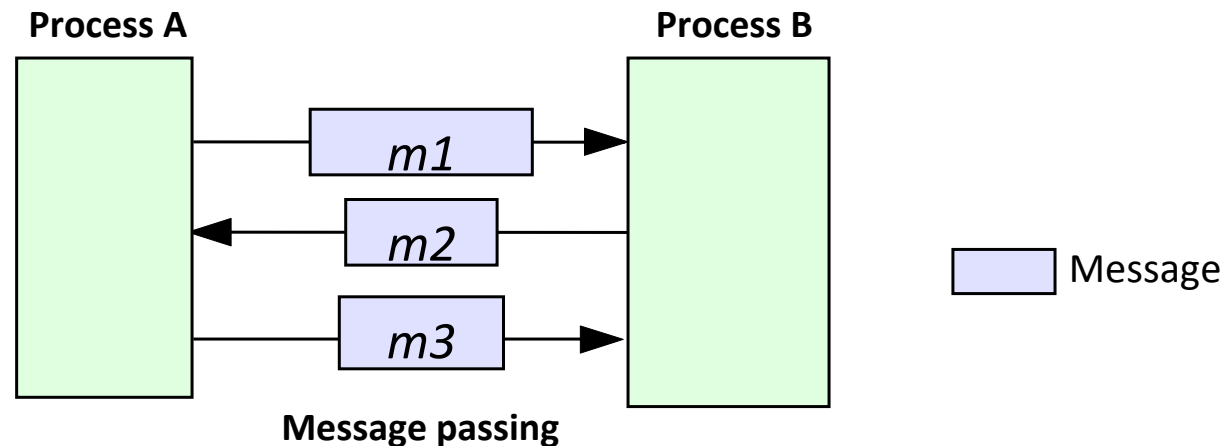 Process A
Process B
m1
m2
Message
m3
Message passing